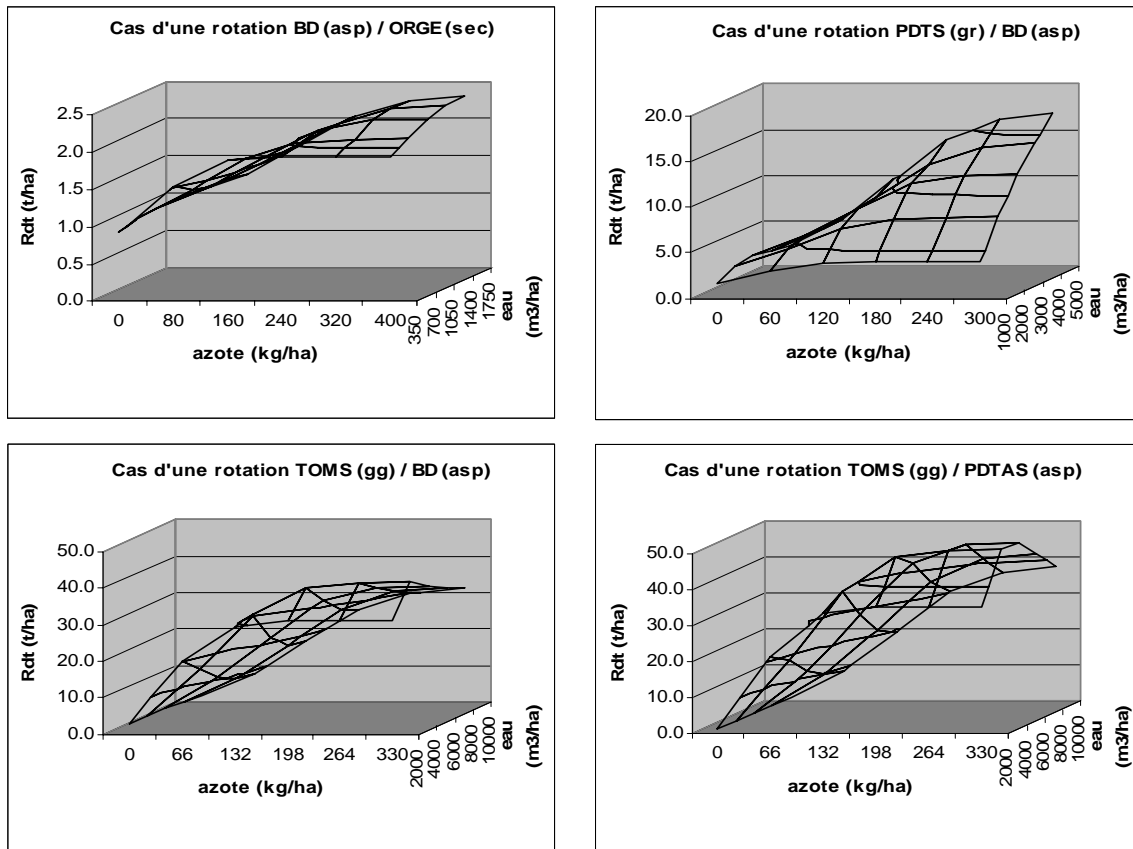 Cas d'une rotation BD (asp) / ORGE (sec)
2.5
2.0
1.5
1.0
0.5
0.0
Rdt (t/ha)
0 80 160 240 320 400
350 700 1050 1400 1750
azote (kg/ha)
eau (m3/ha)
Cas d'une rotation PDTS (gr) / BD (asp)
20.0
15.0
10.0
5.0
0.0
Rdt (t/ha)
0 60 120 180 240 300
1000 2000 3000 4000 5000
azote (kg/ha)
eau (m3/ha)
Cas d'une rotation TOMS (gg) / BD (asp)
50.0
40.0
30.0
20.0
10.0
0.0
Rdt (t/ha)
0 66 132 198 264 330
2000 4000 6000 8000 10000
azote (kg/ha)
eau (m3/ha)
Cas d'une rotation TOMS (gg) / PDTAS (asp)
50.0
40.0
30.0
20.0
10.0
0.0
Rdt (t/ha)
0 66 132 198 264 330
2000 4000 6000 8000 10000
azote (kg/ha)
eau (m3/ha)